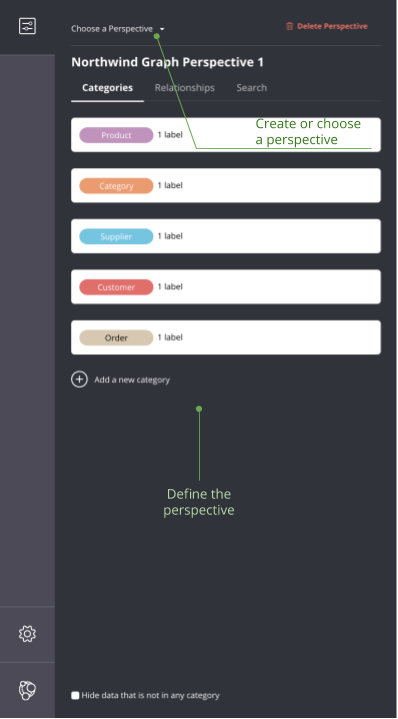 Choose a Perspective
Delete Perspective
Northwind Graph Perspective 1
Categories Relationships Search
Create or choose
a perspective
Product 1 label
Category 1 label
Supplier 1 label
Customer 1 label
Order 1 label
Add a new category
Define the
perspective
Hide data that is not in any category